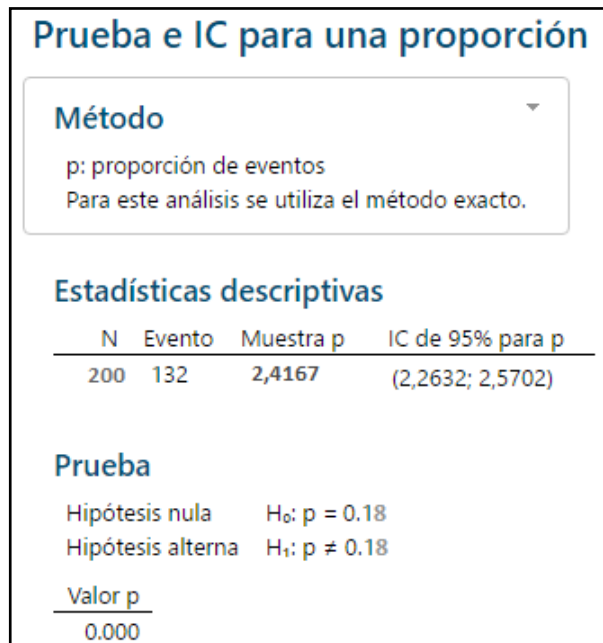 Prueba e IC para una proporción
Método
p: proporción de eventos
Para este análisis se utiliza el método exacto.
Estadísticas descriptivas
N Evento Muestra p IC de 95% para p
200 132 2,4167 (2,2632; 2,5702)
Prueba
Hipótesis nula H₀: p = 0.18
Hipótesis alterna H₁: p ≠ 0.18
Valor p
0.000